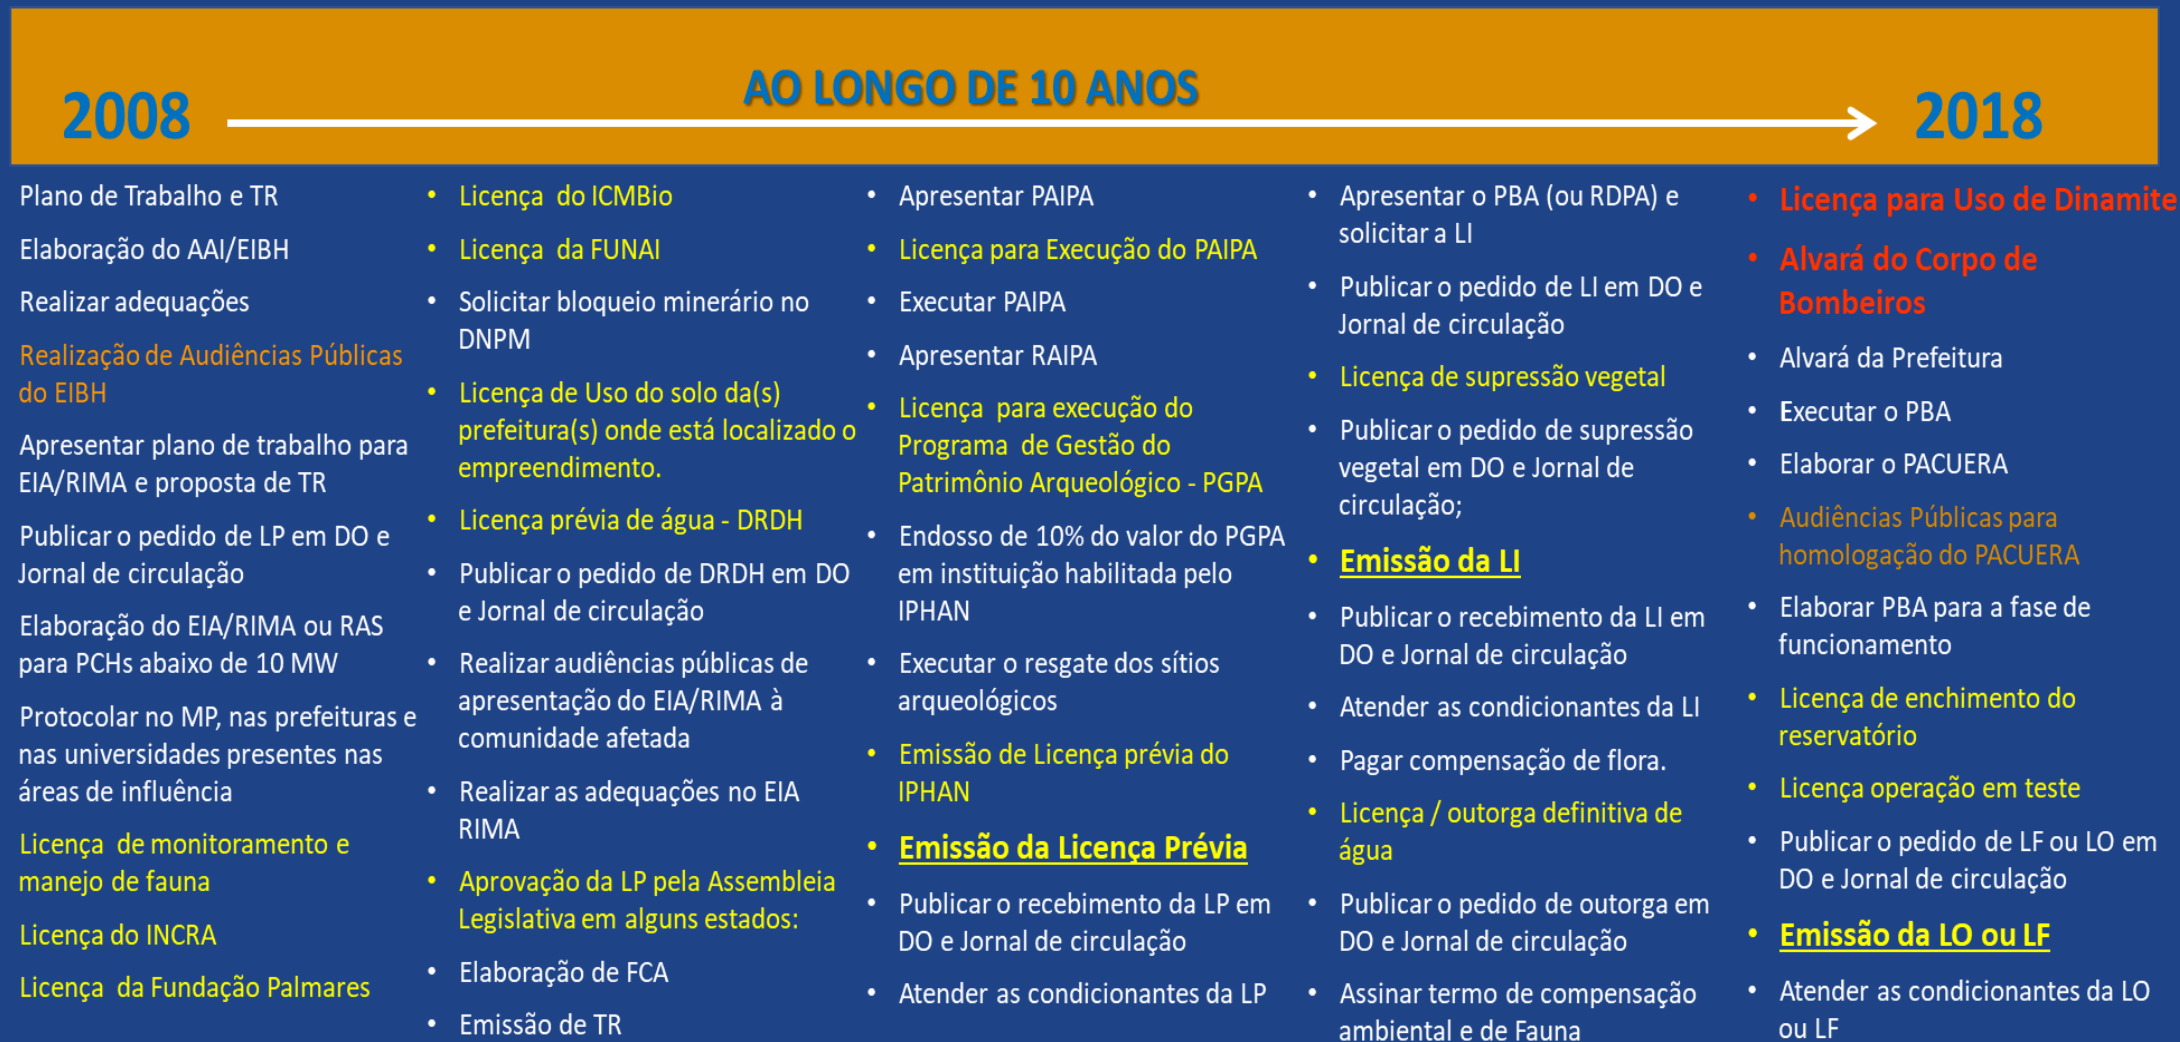 AO LONGO DE 10 ANOS
2008
2018
Plano de Trabalho e TR
Elaboração do AAI/EIBH
Realizar adequações
Realização de Audiências Públicas
do EIBH
Apresentar plano de trabalho para
EIA/RIMA e proposta de TR
Publicar o pedido de LP em DO e
Jornal de circulação
Elaboração do EIA/RIMA ou RAS
para PCHs abaixo de 10 MW
Protocolar no MP, nas prefeituras e
nas universidades presentes nas
áreas de influência
Licença de monitoramento e
manejo de fauna
Licença do INCRA
Licença da Fundação Palmares
• Licença do ICMBio
• Licença da FUNAI
• Solicitar bloqueio minerário no
DNPM
• Licença de Uso do solo da(s)
prefeitura(s) onde está localizado o
empreendimento.
• Licença prévia de água - DRDH
• Publicar o pedido de DRDH em DO
e Jornal de circulação
• Realizar audiências públicas de
apresentação do EIA/RIMA à
comunidade afetada
• Realizar as adequações no EIA
RIMA
• Aprovação da LP pela Assembleia
Legislativa em alguns estados:
• Elaboração de FCA
• Emissão de TR
• Apresentar PAIPA
• Licença para Execução do PAIPA
• Executar PAIPA
• Apresentar RAIPA
• Licença para execução do
Programa de Gestão do
Patrimônio Arqueológico - PGPA
• Endosso de 10% do valor do PGPA
em instituição habilitada pelo
IPHAN
• Executar o resgate dos sítios
arqueológicos
• Emissão de Licença prévia do
IPHAN
• Emissão da Licença Prévia
• Publicar o recebimento da LP em
DO e Jornal de circulação
• Atender as condicionantes da LP
• Apresentar o PBA (ou RDPA) e
solicitar a LI
• Publicar o pedido de LI em DO e
Jornal de circulação
• Licença de supressão vegetal
• Publicar o pedido de supressão
vegetal em DO e Jornal de
circulação;
• Emissão da LI
• Publicar o recebimento da LI em
DO e Jornal de circulação
• Atender as condicionantes da LI
• Pagar compensação de flora.
• Licença / outorga definitiva de
água
• Publicar o pedido de outorga em
DO e Jornal de circulação
• Assinar termo de compensação
ambiental e de Fauna
• Licença para Uso de Dinamite
• Alvará do Corpo de
Bombeiros
• Alvará da Prefeitura
• Executar o PBA
• Elaborar o PACUERA
• Audiências Públicas para
homologação do PACUERA
• Elaborar PBA para a fase de
funcionamento
• Licença de enchimento do
reservatório
• Licença operação em teste
• Publicar o pedido de LF ou LO em
DO e Jornal de circulação
• Emissão da LO ou LF
• Atender as condicionantes da LO
ou LF